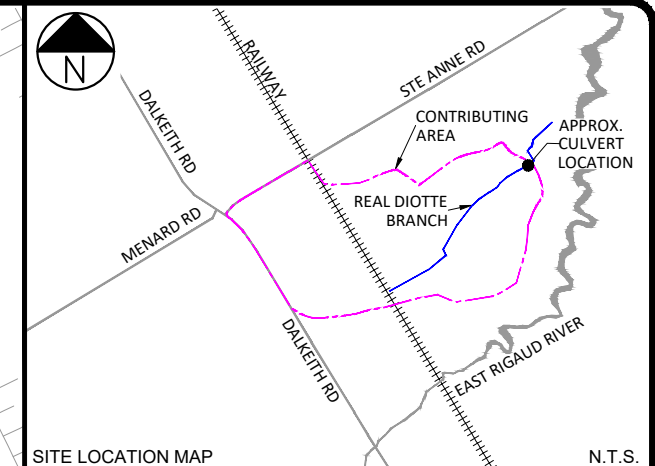 N
DALKEITH RD
RAILWAY
STE ANNE RD
CONTRIBUTING
AREA
APPROX.
CULVERT
LOCATION
REAL DIOTTE
BRANCH
MENARD RD
DALKEITH RD
EAST RIGAUD RIVER
SITE LOCATION MAP
N.T.S.